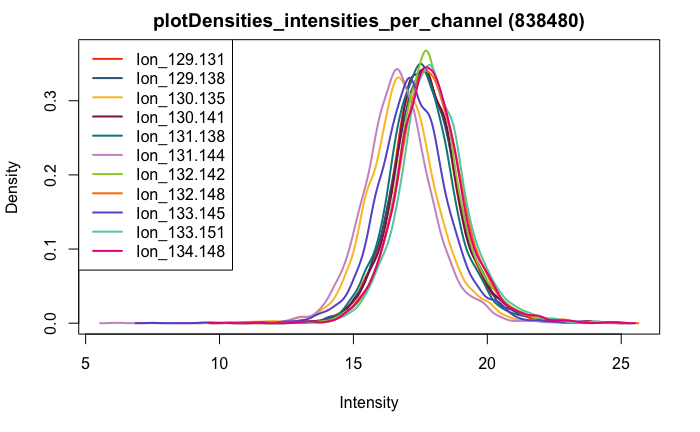 plotDensities_intensities_per_channel (838480)
Ion_129.131
Ion_129.138
Ion_130.135
Ion_130.141
Ion_131.138
Ion_131.144
Ion_132.142
Ion_132.148
Ion_133.145
Ion_133.151
Ion_134.148
Density
0.3
0.2
0.1
0.0
5 10 15 20 25
Intensity